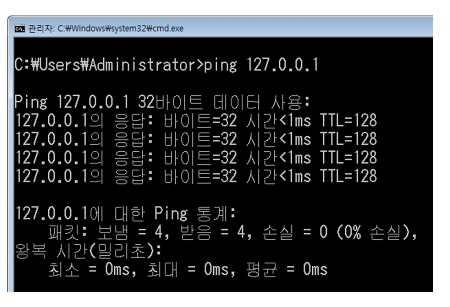 관리자: C:₩Windows₩system32₩cmd.exe
C:₩Users₩Administrator>ping 127.0.0.1
Ping 127.0.0.1 32바이트 데이터 사용:
127.0.0.1의 응답: 바이트=32 시간<1ms TTL=128
127.0.0.1의 응답: 바이트=32 시간<1ms TTL=128
127.0.0.1의 응답: 바이트=32 시간<1ms TTL=128
127.0.0.1의 응답: 바이트=32 시간<1ms TTL=128
127.0.0.1에 대한 Ping 통계:
패킷: 보냄 = 4, 받음 = 4, 손실 = 0 (0% 손실),
왕복 시간(밀리초):
최소 = 0ms, 최대 = 0ms, 평균 = 0ms